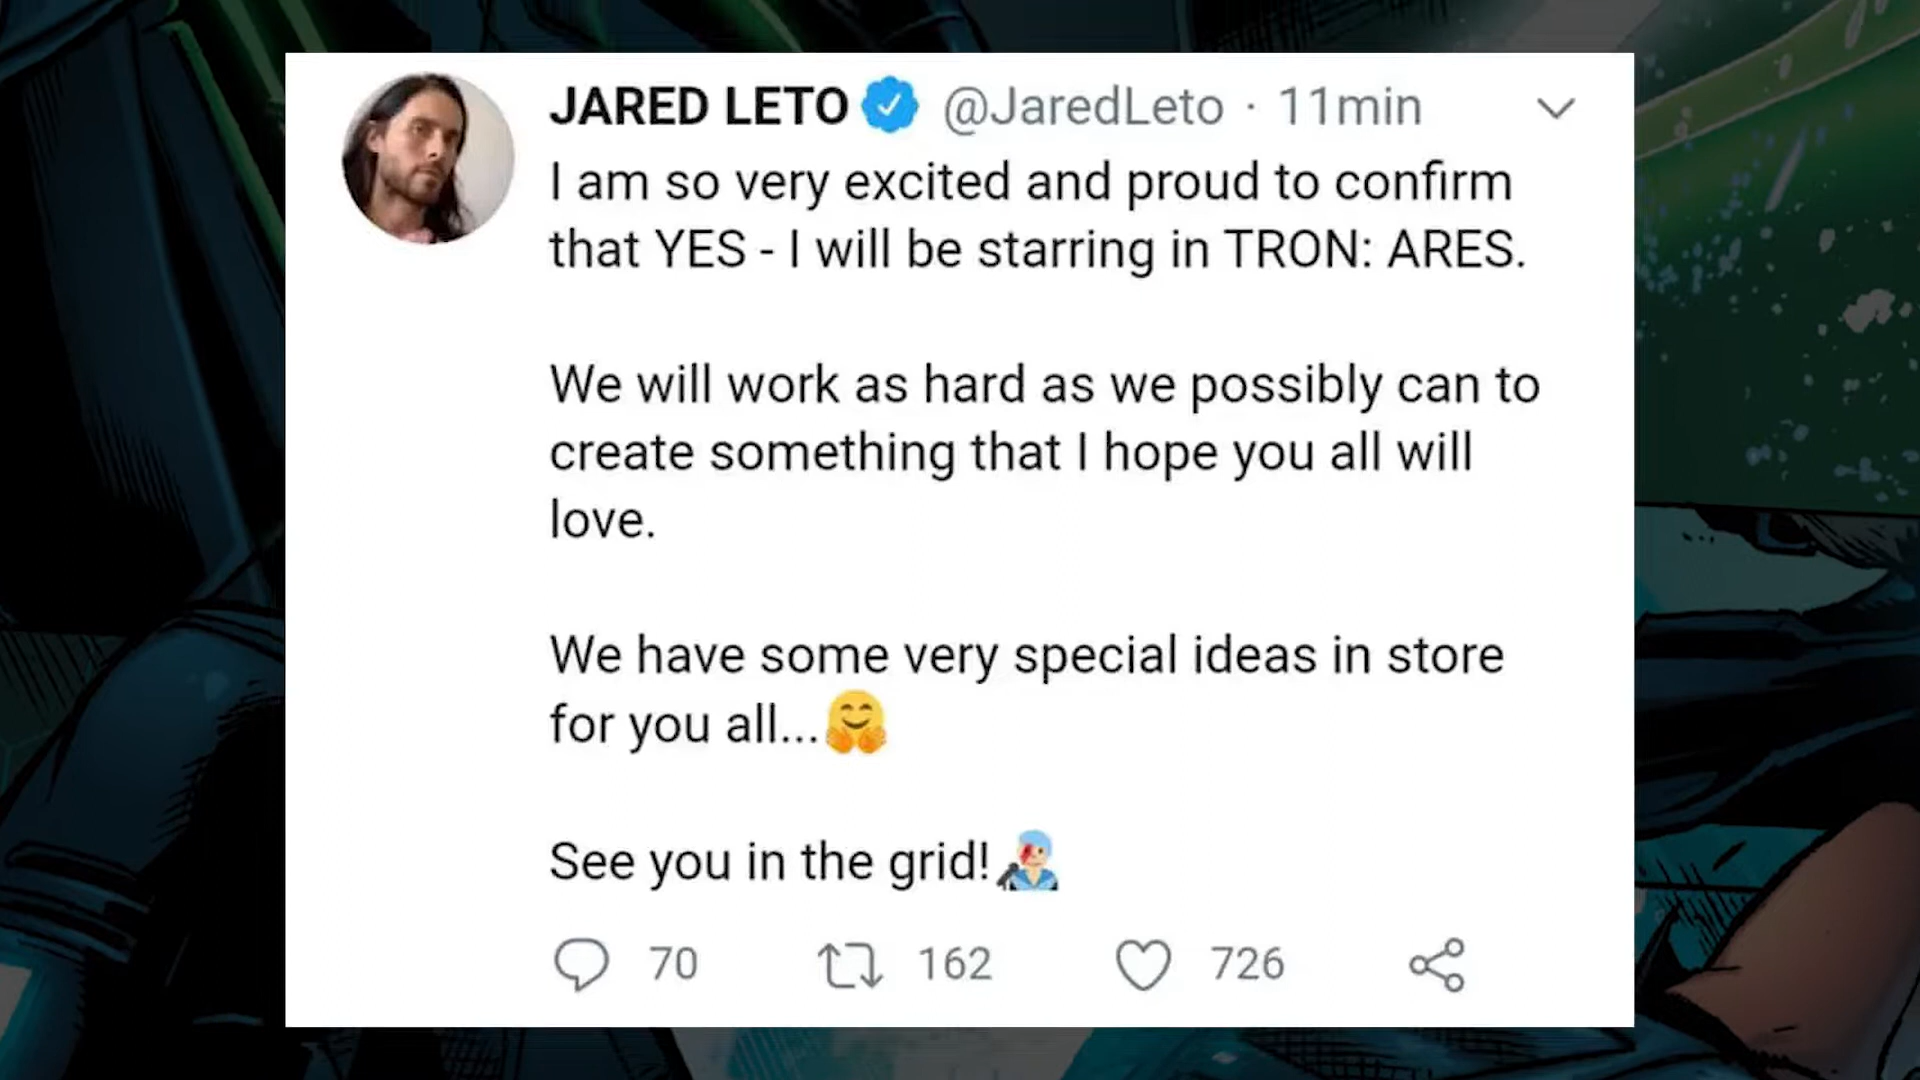 JARED LETO @JaredLeto · 11min
I am so very excited and proud to confirm
that YES - I will be starring in TRON: ARES.
We will work as hard as we possibly can to
create something that I hope you all will
love.
We have some very special ideas in store
for you all...🤗
See you in the grid!👨🏼‍🎤
70 162 726